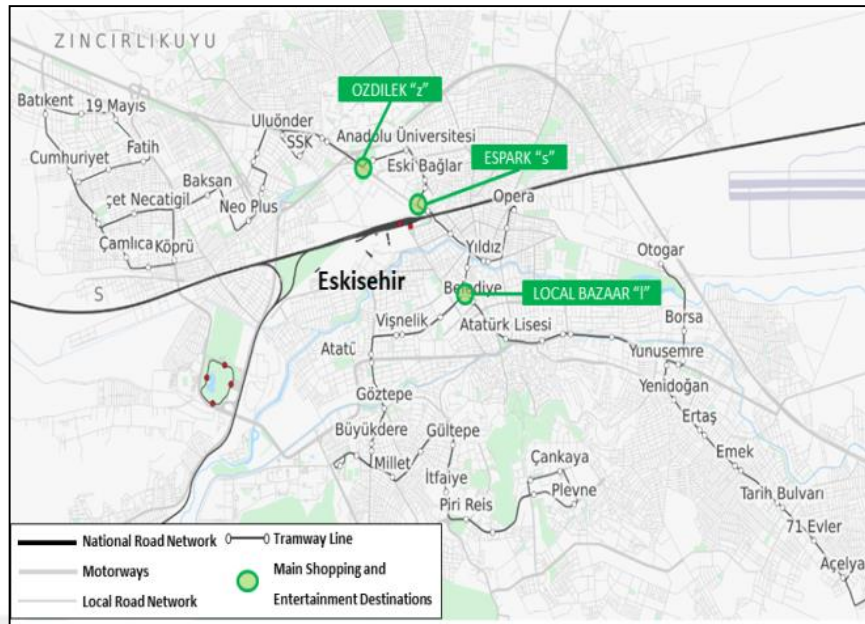 ZINCIRLIKUYU
OZDILEK “z”
Batıkent
19 Mayıs
Uluönder
SSK
Anadolu Üniversitesi
Eski Bağlar
ESPARK “s”
Fatih
Cumhuriyet
Baksan
çet Necatigil
Neo Plus
Opera
Çamlıca
Köprü
Yıldız
Otogar
S
Eskisehir
Belediye
LOCAL BAZAAR “l”
Vişnelik
Atatürk Lisesi
Borsa
Atatü
Yunusemre
Yenidoğan
Göztepe
Ertaş
Büyükdere
Gültepe
Emek
Millet
Çankaya
İtfaiye
Plevne
Piri Reis
Tarih Bulvarı
71 Evler
Açelya
National Road Network
Tramway Line
Motorways
Main Shopping and
Entertainment Destinations
Local Road Network